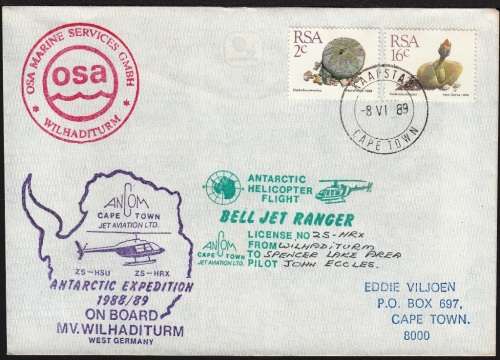 OSA MARINE SERVICES GMBH
osa
* WILHADITURM *
RSA
2c
RSA
16c
KAAPSTAD
-8 VI 89
CAPE TOWN
ANTARCTIC
HELICOPTER
FLIGHT
BELL JET RANGER
LICENSE NO ZS-HRX
FROM WILHADITURM
TO SPENCER LAKE AREA
PILOT JOHN ECCLES.
ANSOM
CAPE TOWN
JET AVIATION LTD.
ANSOM
CAPE TOWN
JET AVIATION LTD.
ZS-HSU ZS-HRX
ANTARCTIC EXPEDITION
1988/89
ON BOARD
MV.WILHADITURM
WEST GERMANY
EDDIE VILJOEN
P.O. BOX 697,
CAPE TOWN.
8000